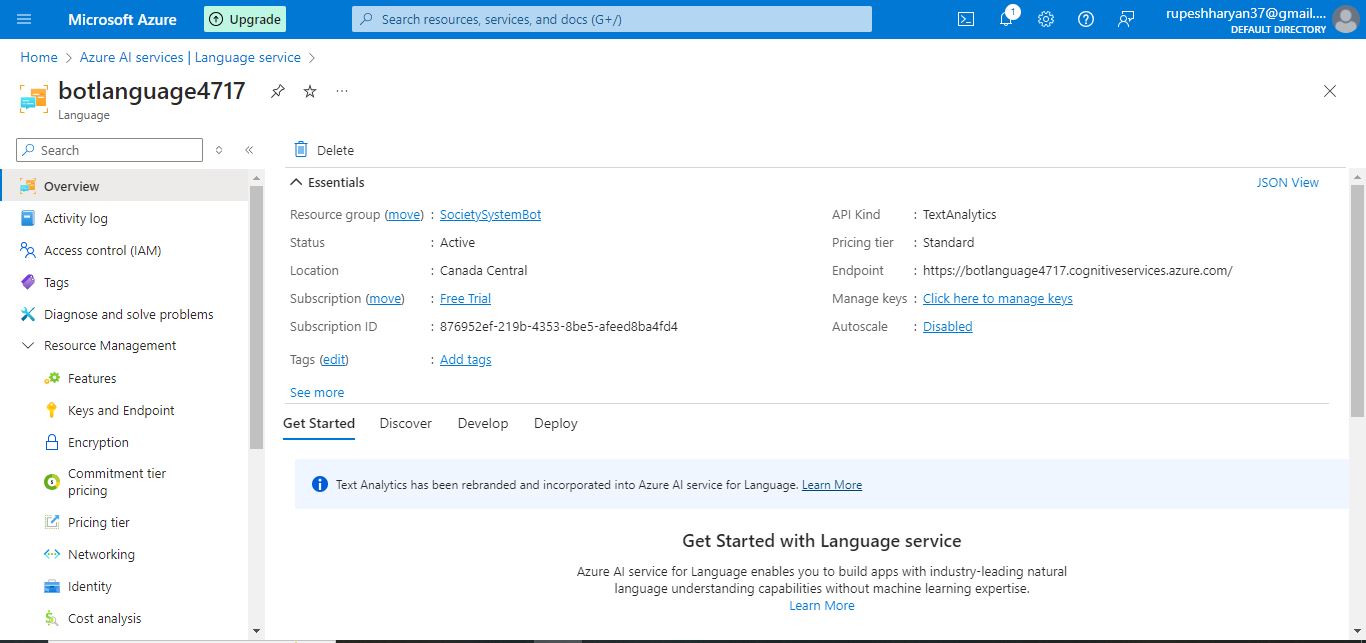 Microsoft Azure
Upgrade
Search resources, services, and docs (G+/)
1
rupeshharyan37@gmail....
DEFAULT DIRECTORY
Home > Azure AI services | Language service >
botlanguage4717
...
Language
Search
Delete
Overview
Activity log
Access control (IAM)
Tags
Diagnose and solve problems
Resource Management
Features
Keys and Endpoint
Encryption
Commitment tier
pricing
Pricing tier
Networking
Identity
Cost analysis
Essentials
JSON View
Resource group (move) : SocietySystemBot
Status : Active
Location : Canada Central
Subscription (move) : Free Trial
Subscription ID : 876952ef-219b-4353-8be5-afeed8ba4fd4
Tags (edit) : Add tags
See more
API Kind : TextAnalytics
Pricing tier : Standard
Endpoint : https://botlanguage4717.cognitiveservices.azure.com/
Manage keys : Click here to manage keys
Autoscale : Disabled
Get Started Discover Develop Deploy
Text Analytics has been rebranded and incorporated into Azure AI service for Language. Learn More
Get Started with Language service
Azure AI service for Language enables you to build apps with industry-leading natural
language understanding capabilities without machine learning expertise.
Learn More